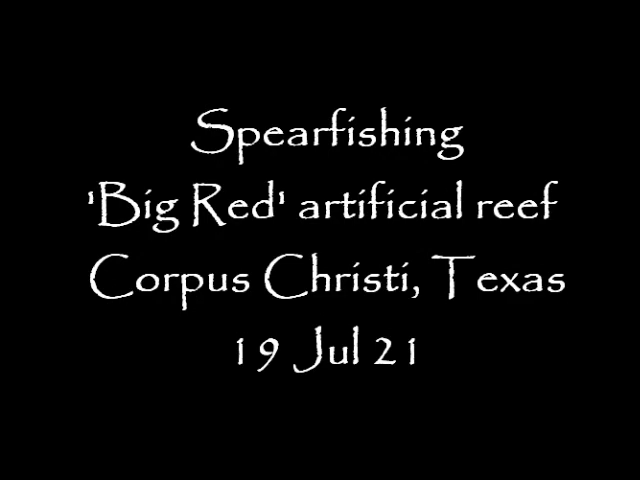 Spearfishing
'Big Red' artificial reef
Corpus Christi, Texas
19 Jul 21